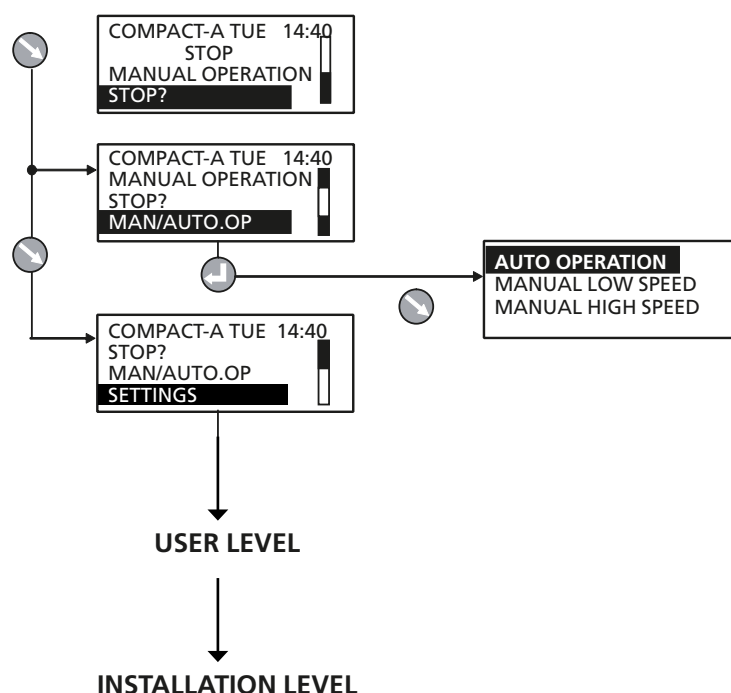 COMPACT-A TUE 14:40
STOP
MANUAL OPERATION
STOP?
COMPACT-A TUE 14:40
MANUAL OPERATION
STOP?
MAN/AUTO.OP
AUTO OPERATION
MANUAL LOW SPEED
MANUAL HIGH SPEED
COMPACT-A TUE 14:40
STOP?
MAN/AUTO.OP
SETTINGS
USER LEVEL
INSTALLATION LEVEL